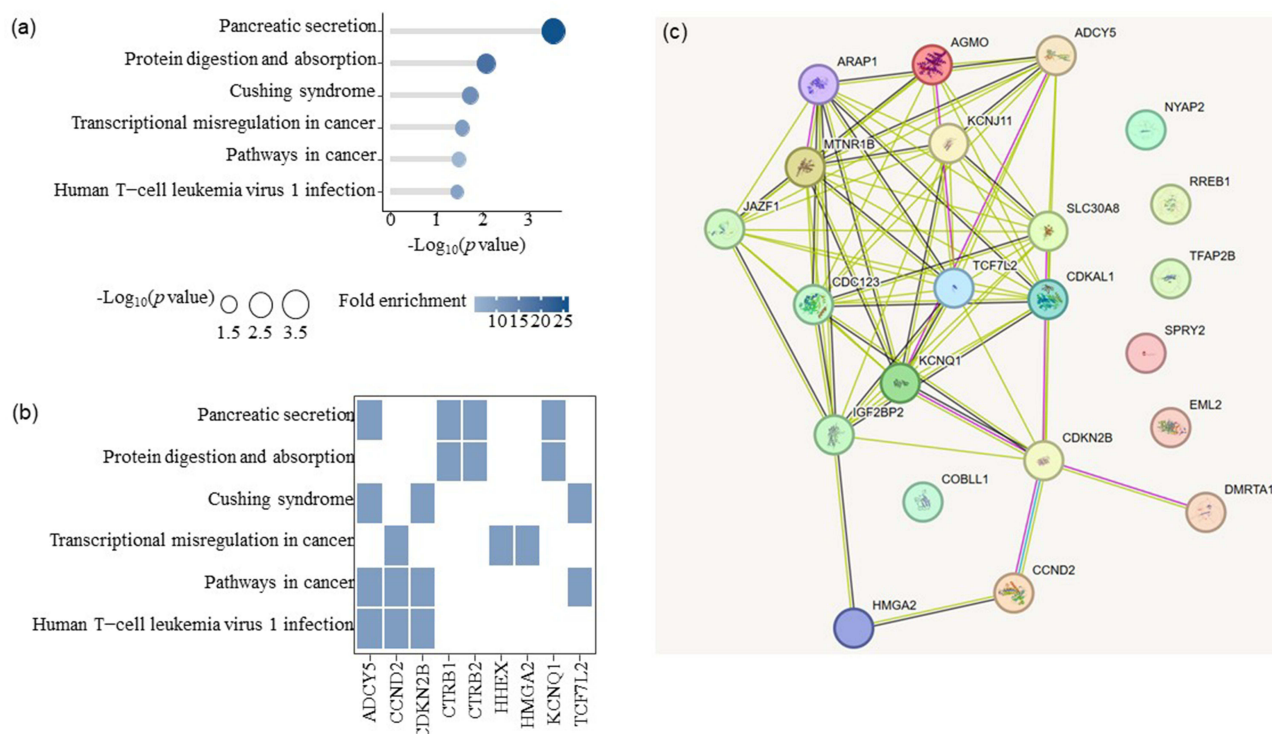 (a)
Pancreatic secretion
Protein digestion and absorption
Cushing syndrome
Transcriptional misregulation in cancer
Pathways in cancer
Human T−cell leukemia virus 1 infection
0 1 2 3
-Log10(p value)
-Log10(p value)
1.5 2.5 3.5
Fold enrichment
10 15 20 25
(b)
Pancreatic secretion
Protein digestion and absorption
Cushing syndrome
Transcriptional misregulation in cancer
Pathways in cancer
Human T−cell leukemia virus 1 infection
ADCY5
CCND2
CDKN2B
CTRB1
CTRB2
HHEX
HMGA2
KCNQ1
TCF7L2
(c)
AGMO
ADCY5
ARAP1
NYAP2
KCNJ11
MTNR1B
RREB1
JAZF1
SLC30A8
TFAP2B
TCF7L2
CDC123
CDKAL1
SPRY2
KCNQ1
EML2
IGF2BP2
CDKN2B
COBLL1
DMRTA1
CCND2
HMGA2